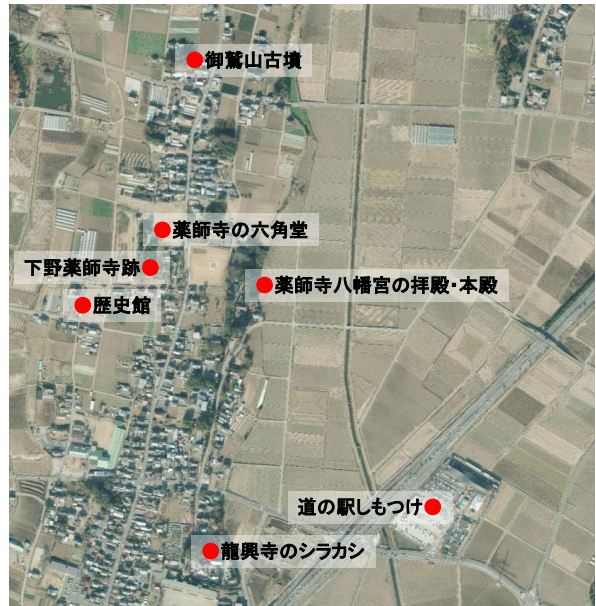 御鷲山古墳
薬師寺の六角堂
下野薬師寺跡
薬師寺八幡宮の拝殿・本殿
歴史館
道の駅しもつけ
龍興寺のシラカシ